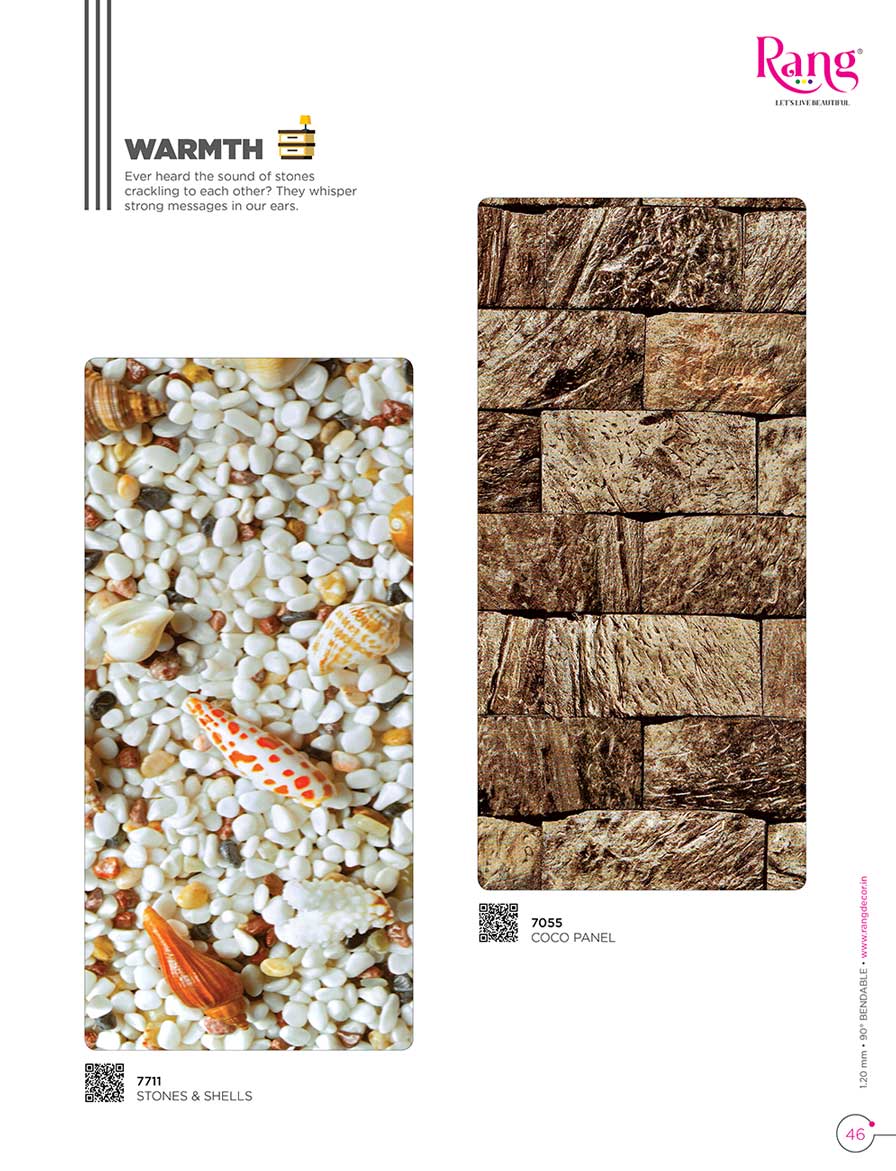 Rang®
LET'S LIVE BEAUTIFUL
WARMTH
Ever heard the sound of stones
crackling to each other? They whisper
strong messages in our ears.
7055
COCO PANEL
7711
STONES & SHELLS
1.20 mm • 90° BENDABLE • www.rangdecor.in
46